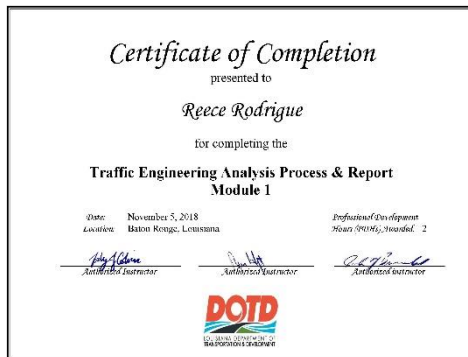 Certificate of Completion
presented to
Reece Rodrigue
for completing the
Traffic Engineering Analysis Process & Report
Module 1
Date: November 5, 2018
Location: Baton Rouge, Louisiana
Professional Development
Hours (PDHs) Awarded: 2
Authorized Instructor
Authorized Instructor
Authorized Instructor
DOTD
LOUISIANA DEPARTMENT OF
TRANSPORTATION & DEVELOPMENT